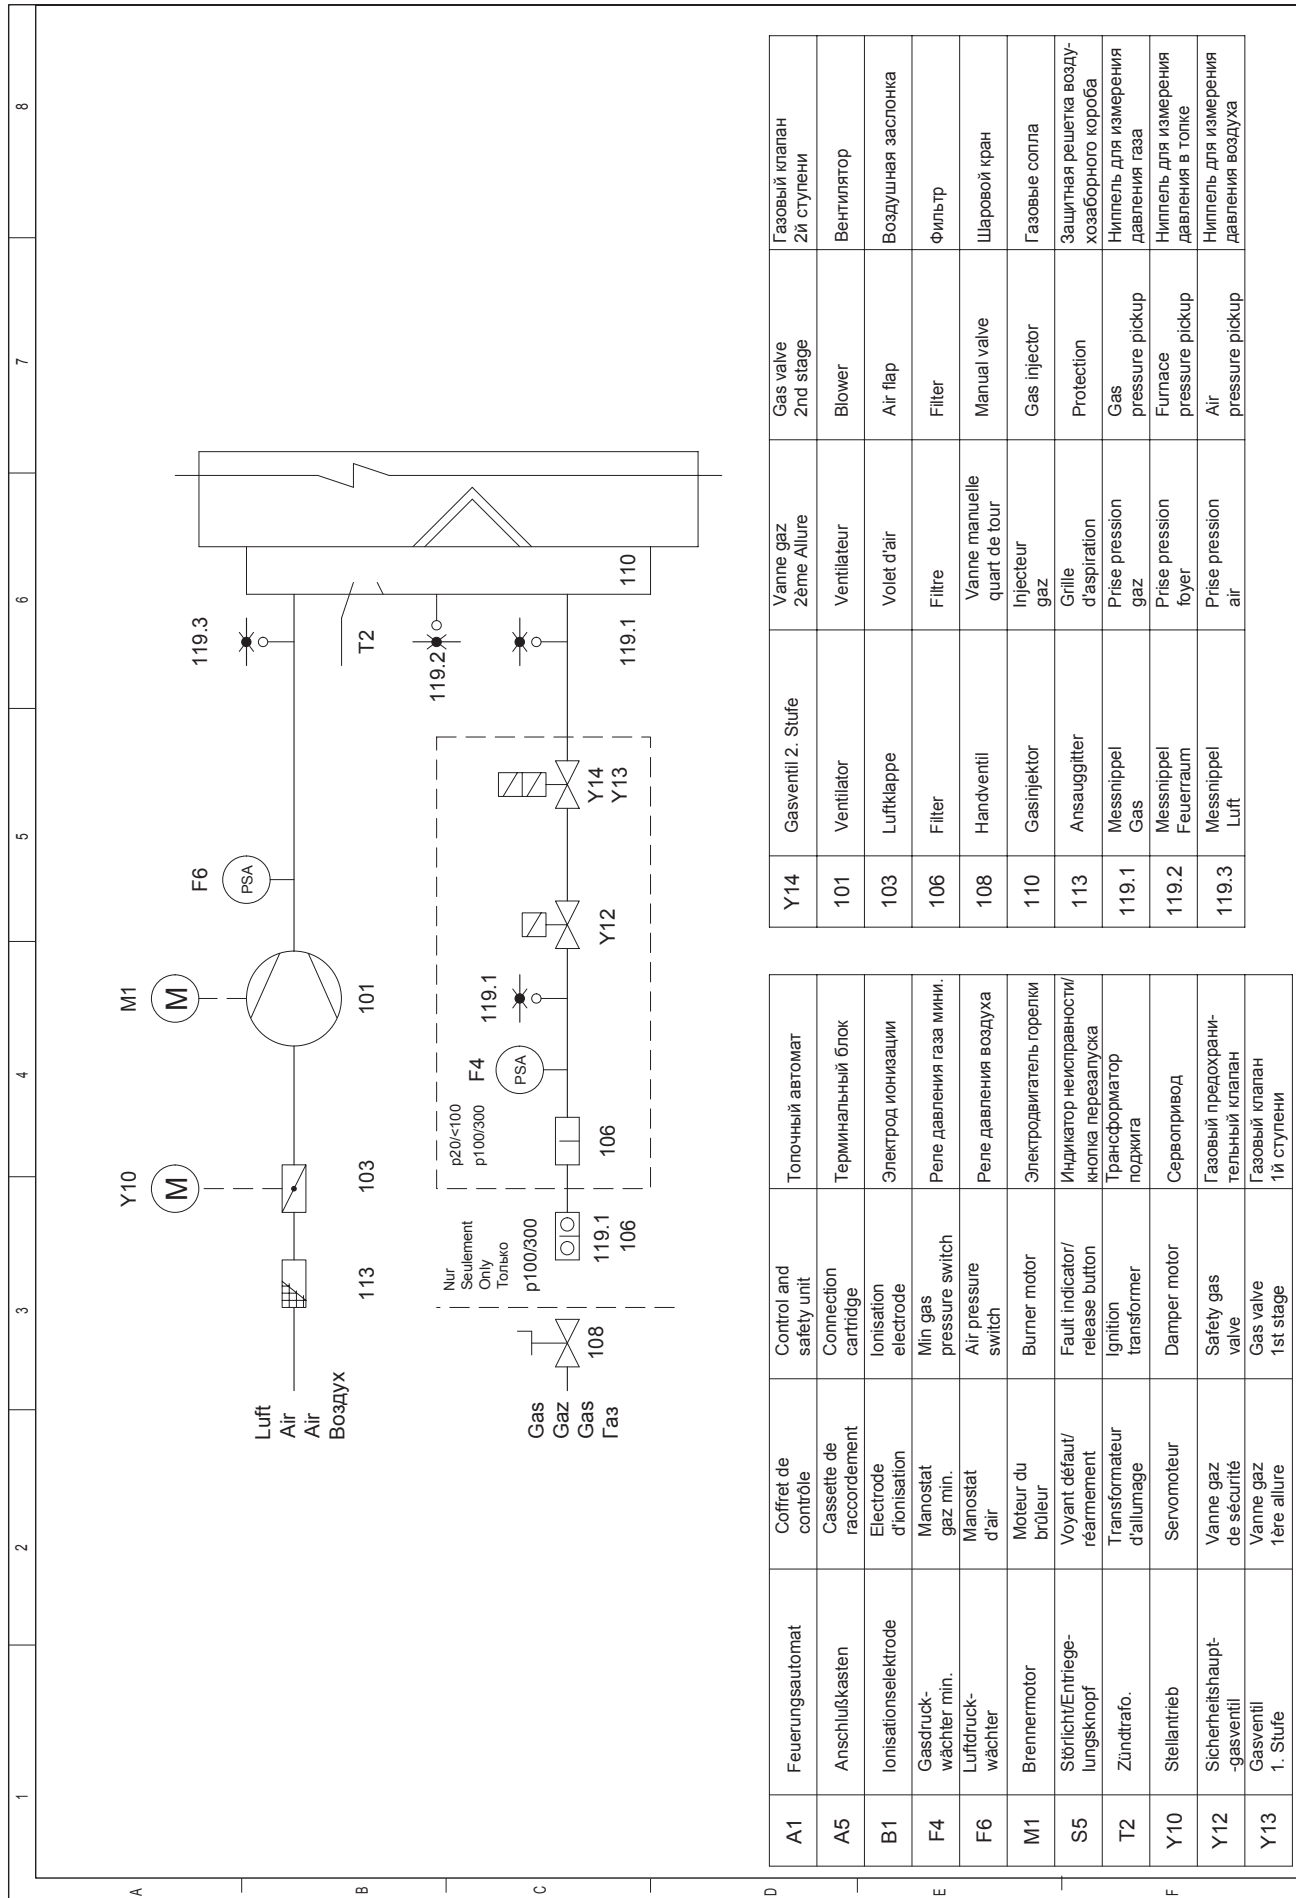 1
2
3
4
5
6
7
8
A
B
C
D
E
F
Luft
Air
Air
Воздух
113
Y10
M
103
M1
M
101
F6
PSA
119.3
T2
119.2
110
Gas
Gaz
Gas
Газ
108
Nur
Seulement
Only
Только
p100/300
119.1
106
p20/<100
p100/300
106
F4
PSA
119.1
Y12
Y14
Y13
119.1
A1
Feuerungsautomat
Coffret de
contrôle
Control and
safety unit
Топочный автомат
A5
Anschlußkasten
Cassette de
raccordement
Connection
cartridge
Терминальный блок
B1
Ionisationselektrode
Electrode
d'ionisation
Ionisation
electrode
Электрод ионизации
F4
Gasdruck-
wächter min.
Manostat
gaz min.
Min gas
pressure switch
Реле давления газа мини.
F6
Luftdruck-
wächter
Manostat
d'air
Air pressure
switch
Реле давления воздуха
M1
Brennermotor
Moteur du
brûleur
Burner motor
Электродвигатель горелки
S5
Störlicht/Entriege-
lungsknopf
Voyant défaut/
réarmement
Fault indicator/
release button
Индикатор неисправности/
кнопка перезапуска
T2
Zündtrafo.
Transformateur
d'allumage
Ignition
transformer
Трансформатор
поджига
Y10
Stellantrieb
Servomoteur
Damper motor
Сервопривод
Y12
Sicherheitshaupt-
-gasventil
Vanne gaz
de sécurité
Safety gas
valve
Газовый предохрани-
тельный клапан
Y13
Gasventil
1. Stufe
Vanne gaz
1ère allure
Gas valve
1st stage
Газовый клапан
1й ступени
Y14
Gasventil 2. Stufe
Vanne gaz
2ème Allure
Gas valve
2nd stage
Газовый клапан
2й ступени
101
Ventilator
Ventilateur
Blower
Вентилятор
103
Luftklappe
Volet d'air
Air flap
Воздушная заслонка
106
Filter
Filtre
Filter
Фильтр
108
Handventil
Vanne manuelle
quart de tour
Manual valve
Шаровой кран
110
Gasinjektor
Injecteur
gaz
Gas injector
Газовые сопла
113
Ansauggitter
Grille
d'aspiration
Protection
Защитная решетка возду-
хозаборного короба
119.1
Messnippel
Gas
Prise pression
gaz
Gas
pressure pickup
Ниппель для измерения
давления газа
119.2
Messnippel
Feuerraum
Prise pression
foyer
Furnace
pressure pickup
Ниппель для измерения
давления в топке
119.3
Messnippel
Luft
Prise pression
air
Air
pressure pickup
Ниппель для измерения
давления воздуха